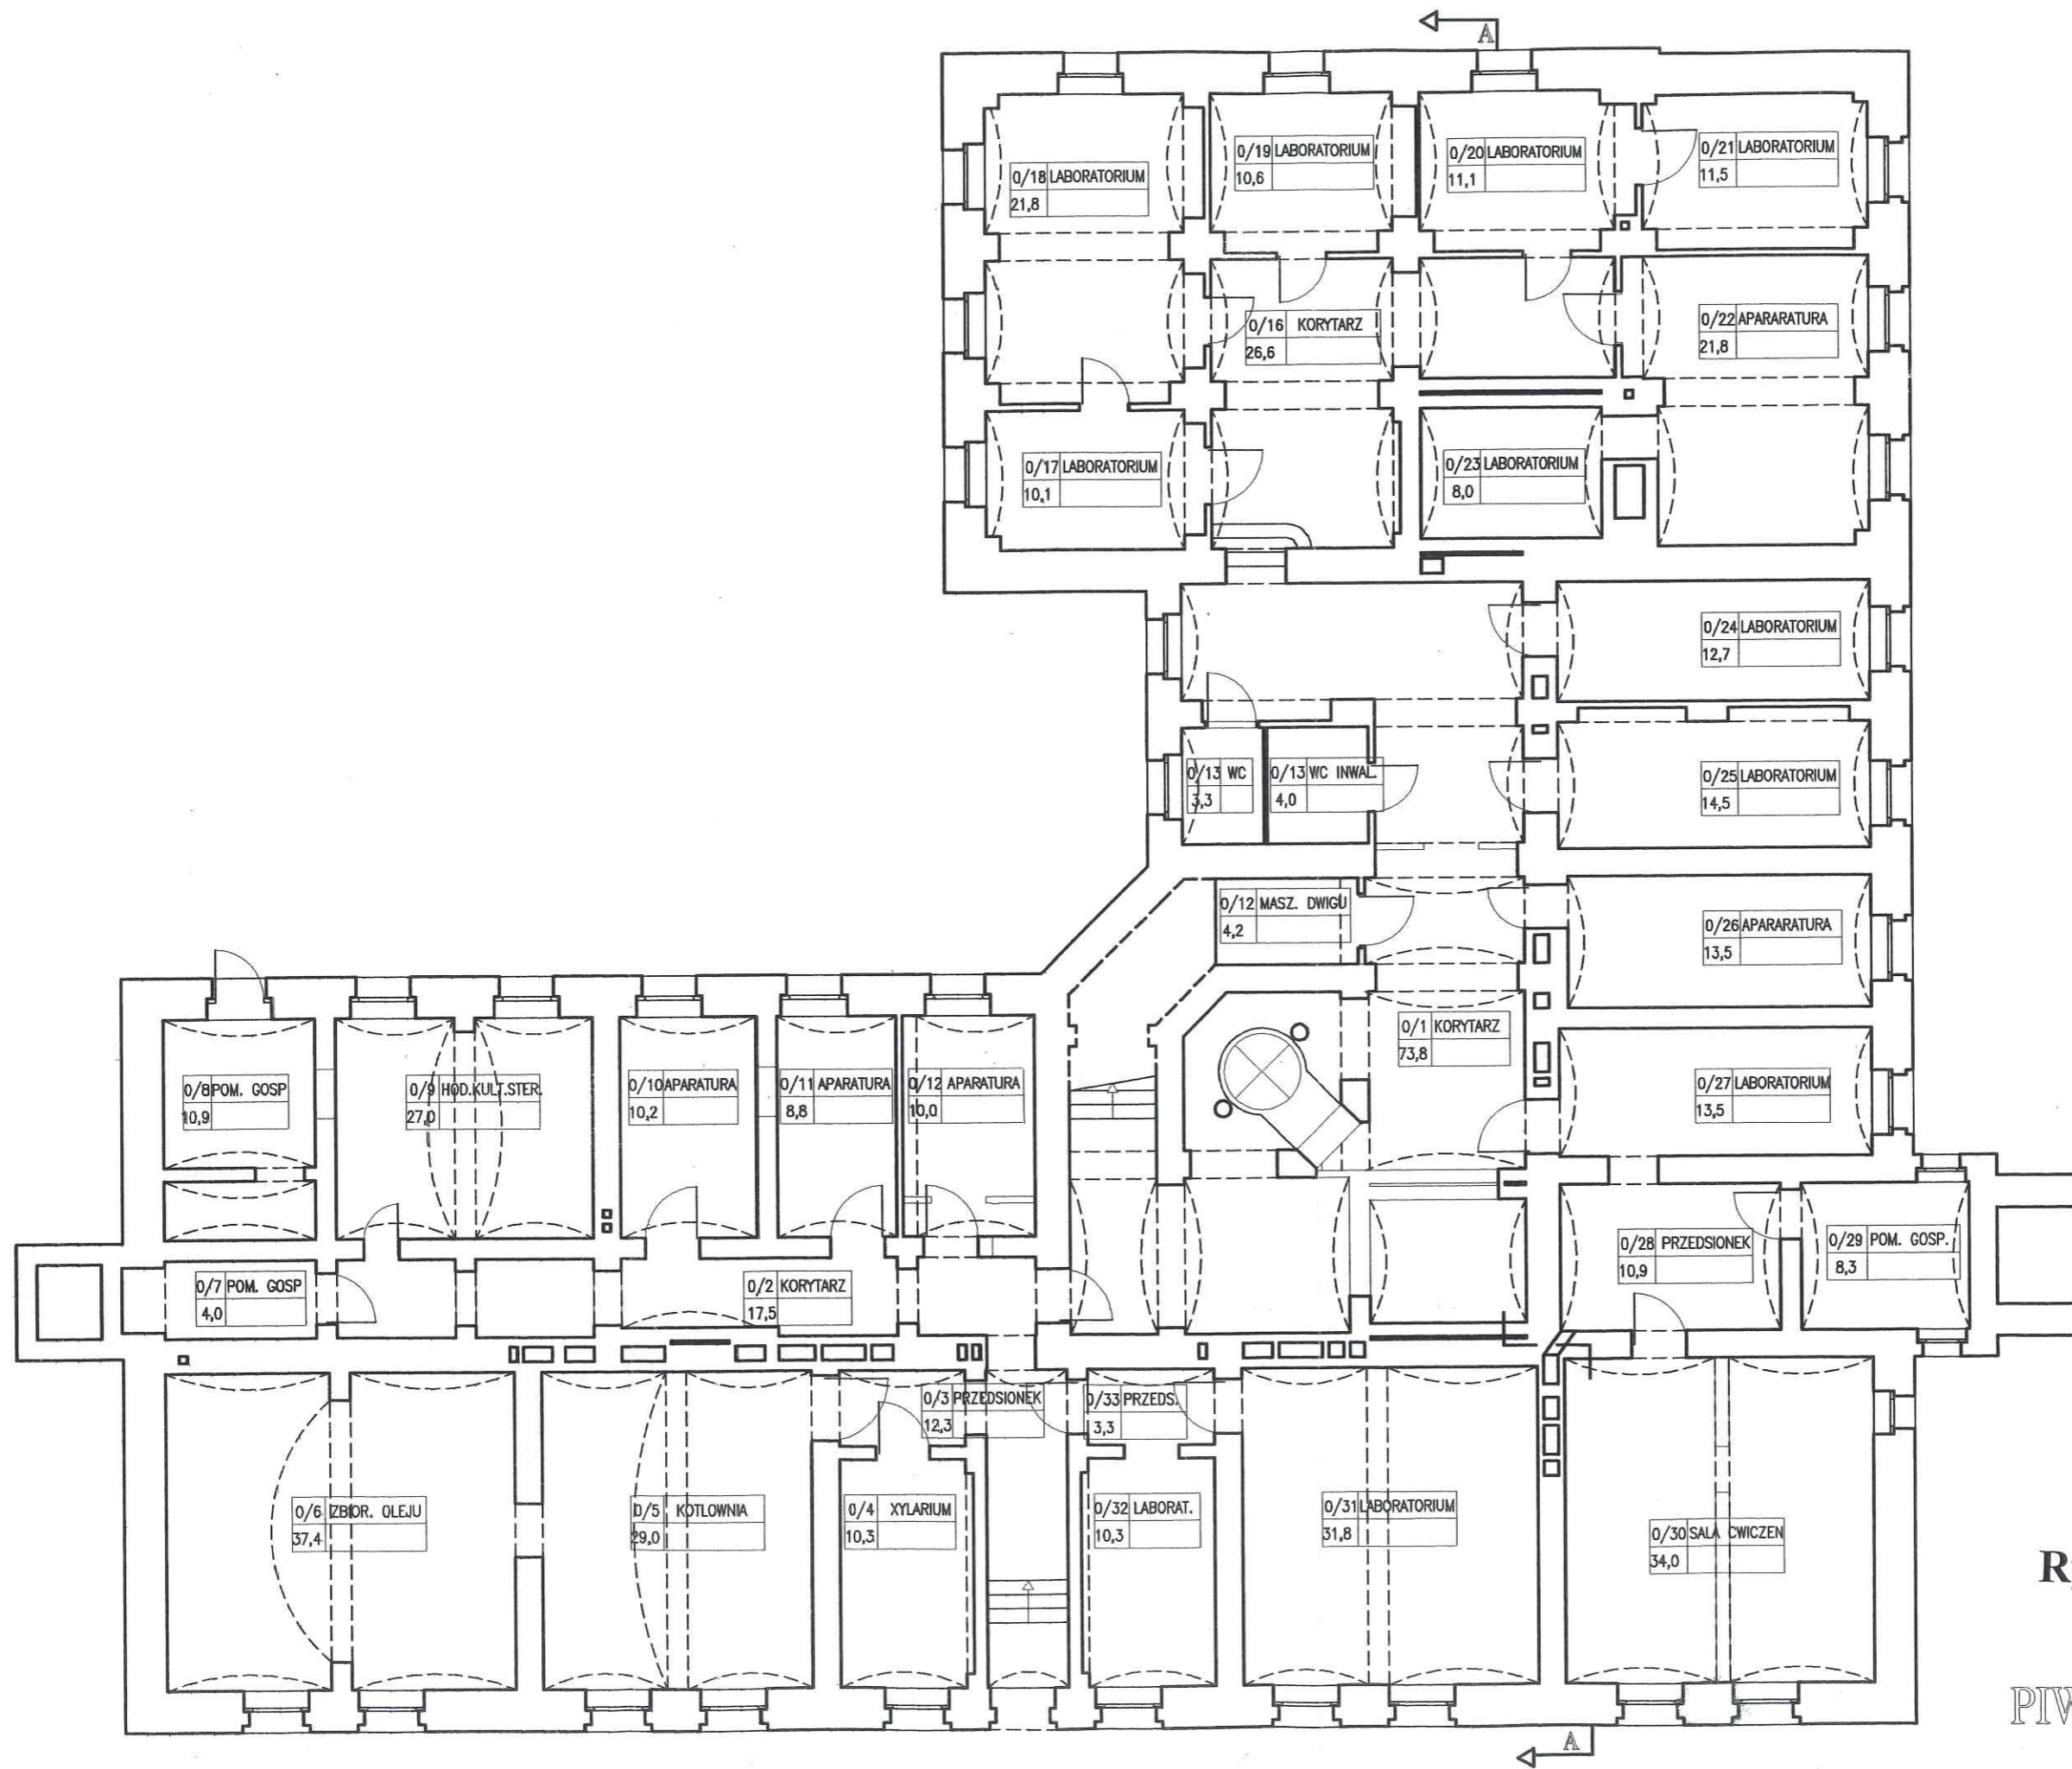 A
0/18 LABORATORIUM
21,8
0/19 LABORATORIUM
10,6
0/20 LABORATORIUM
11,1
0/21 LABORATORIUM
11,5
0/16 KORYTARZ
26,6
0/22 APARARATURA
21,8
0/17 LABORATORIUM
10,1
0/23 LABORATORIUM
8,0
0/24 LABORATORIUM
12,7
0/13 WC
3,3
0/13 WC INWAL.
4,0
0/25 LABORATORIUM
14,5
0/12 MASZ. DWIGU
4,2
0/26 APARARATURA
13,5
0/1 KORYTARZ
73,8
0/27 LABORATORIUM
13,5
0/8 POM. GOSP
10,9
0/9 HOD.KULT.STER.
27,0
0/10 APARATURA
10,2
0/11 APARATURA
8,8
0/12 APARATURA
10,0
0/28 PRZEDSIONEK
10,9
0/29 POM. GOSP.
8,3
0/7 POM. GOSP
4,0
0/2 KORYTARZ
17,5
0/3 PRZEDSIONEK
12,3
0/33 PRZEDS.
3,3
0/6 ZBIOR. OLEJU
37,4
0/5 KOTLOWNIA
29,0
0/4 XYLARIUM
10,3
0/32 LABORAT.
10,3
0/31 LABORATORIUM
31,8
0/30 SALA CWICZEN
34,0
R
PIW
A